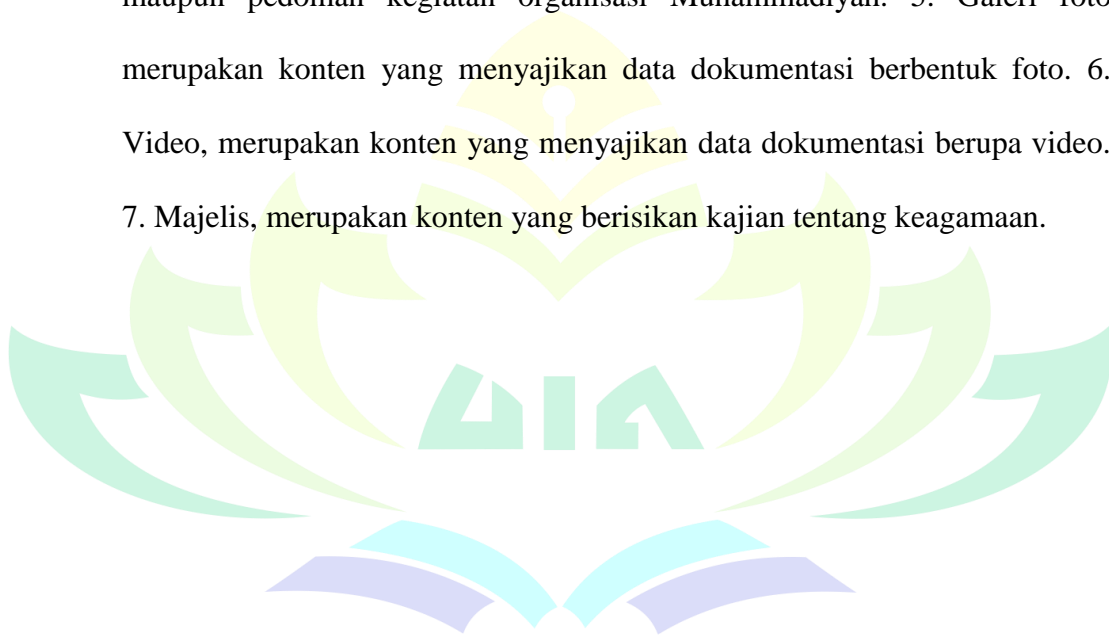 maupun pedoman kegiatan organisasi Muhammadiyah. 5. Galeri foto
merupakan konten yang menyajikan data dokumentasi berbentuk foto. 6.
Video, merupakan konten yang menyajikan data dokumentasi berupa video.
7. Majelis, merupakan konten yang berisikan kajian tentang keagamaan.